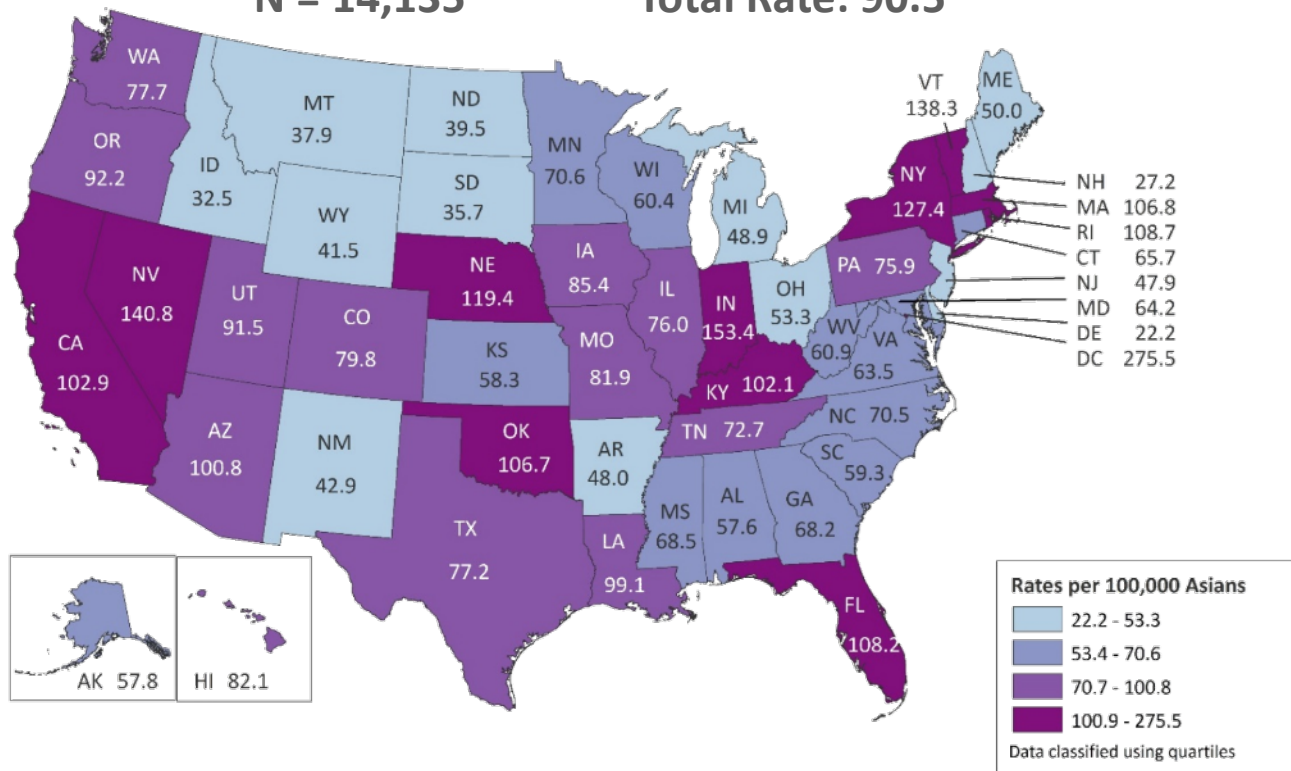 N = 14,135 Total Rate: 90.5
WA
77.7
OR
92.2
ID
32.5
MT
37.9
ND
39.5
SD
35.7
WY
41.5
MN
70.6
WI
60.4
MI
48.9
VT
138.3
ME
50.0
NY
127.4
NH 27.2
MA 106.8
RI 108.7
CT 65.7
NJ 47.9
MD 64.2
DE 22.2
DC 275.5
CA
102.9
NV
140.8
UT
91.5
CO
79.8
NE
119.4
KS
58.3
IA
85.4
MO
81.9
IL
76.0
IN
153.4
OH
53.3
PA 75.9
WV
60.9
VA
63.5
KY 102.1
TN 72.7
NC 70.5
SC
59.3
AZ
100.8
NM
42.9
OK
106.7
AR
48.0
TX
77.2
LA
99.1
MS
68.5
AL
57.6
GA
68.2
FL
108.2
AK 57.8
HI 82.1
Rates per 100,000 Asians
22.2 - 53.3
53.4 - 70.6
70.7 - 100.8
100.9 - 275.5
Data classified using quartiles